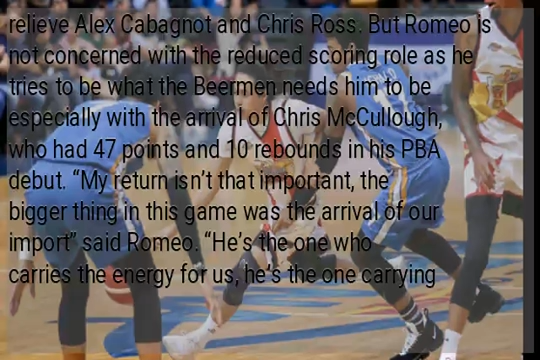 relieve Alex Cabagnot and Chris Ross. But Romeo is
not concerned with the reduced scoring role as he
tries to be what the Beermen needs him to be
especially with the arrival of Chris McCullough,
who had 47 points and 10 rebounds in his PBA
debut. “My return isn’t that important, the
bigger thing in this game was the arrival of our
import” said Romeo. “He’s the one who
carries the energy for us, he’s the one carrying